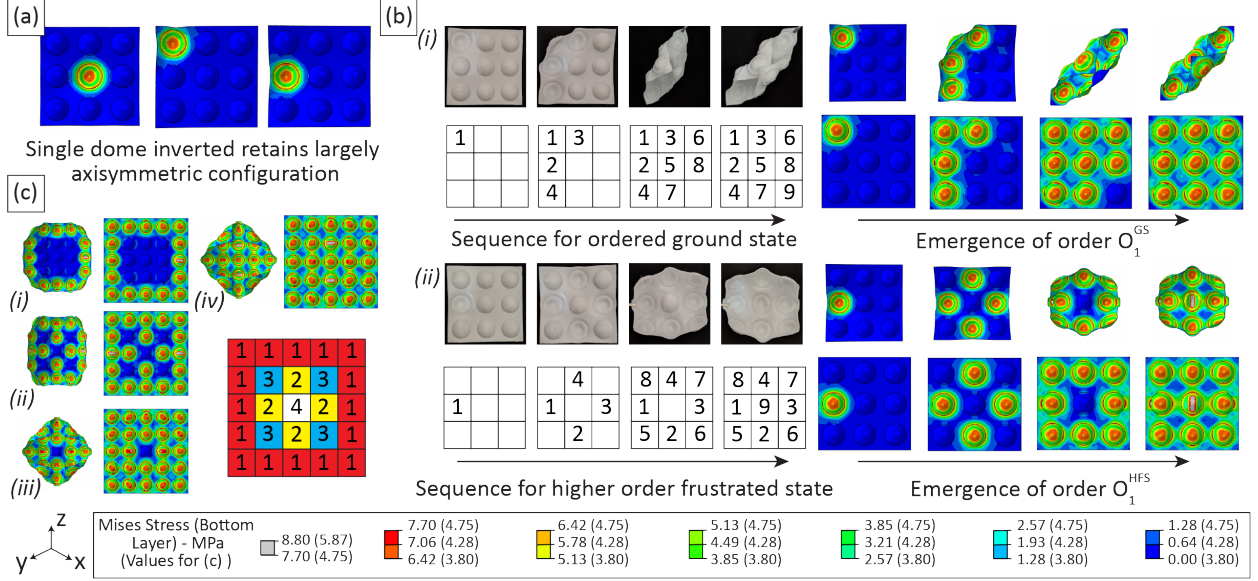 (a)
Single dome inverted retains largely
axisymmetric configuration
(b)
(i)
1
1 3
2
4
1 3 6
2 5 8
4 7
1 3 6
2 5 8
4 7 9
Sequence for ordered ground state
Emergence of order O₁ᴳˢ
(ii)
1
4
1 3
2
8 4 7
1 3
5 2 6
8 4 7
1 9 3
5 2 6
Sequence for higher order frustrated state
Emergence of order O₁ᴴᶠˢ
(c)
(i)
(iv)
(ii)
(iii)
1 1 1 1 1
1 3 2 3 1
1 2 4 2 1
1 3 2 3 1
1 1 1 1 1
z
y x
Mises Stress (Bottom
Layer) - MPa
(Values for (c) )
8.80 (5.87)
7.70 (4.75)
7.70 (4.75)
7.06 (4.28)
6.42 (3.80)
6.42 (4.75)
5.78 (4.28)
5.13 (3.80)
5.13 (4.75)
4.49 (4.28)
3.85 (3.80)
3.85 (4.75)
3.21 (4.28)
2.57 (3.80)
2.57 (4.75)
1.93 (4.28)
1.28 (3.80)
1.28 (4.75)
0.64 (4.28)
0.00 (3.80)